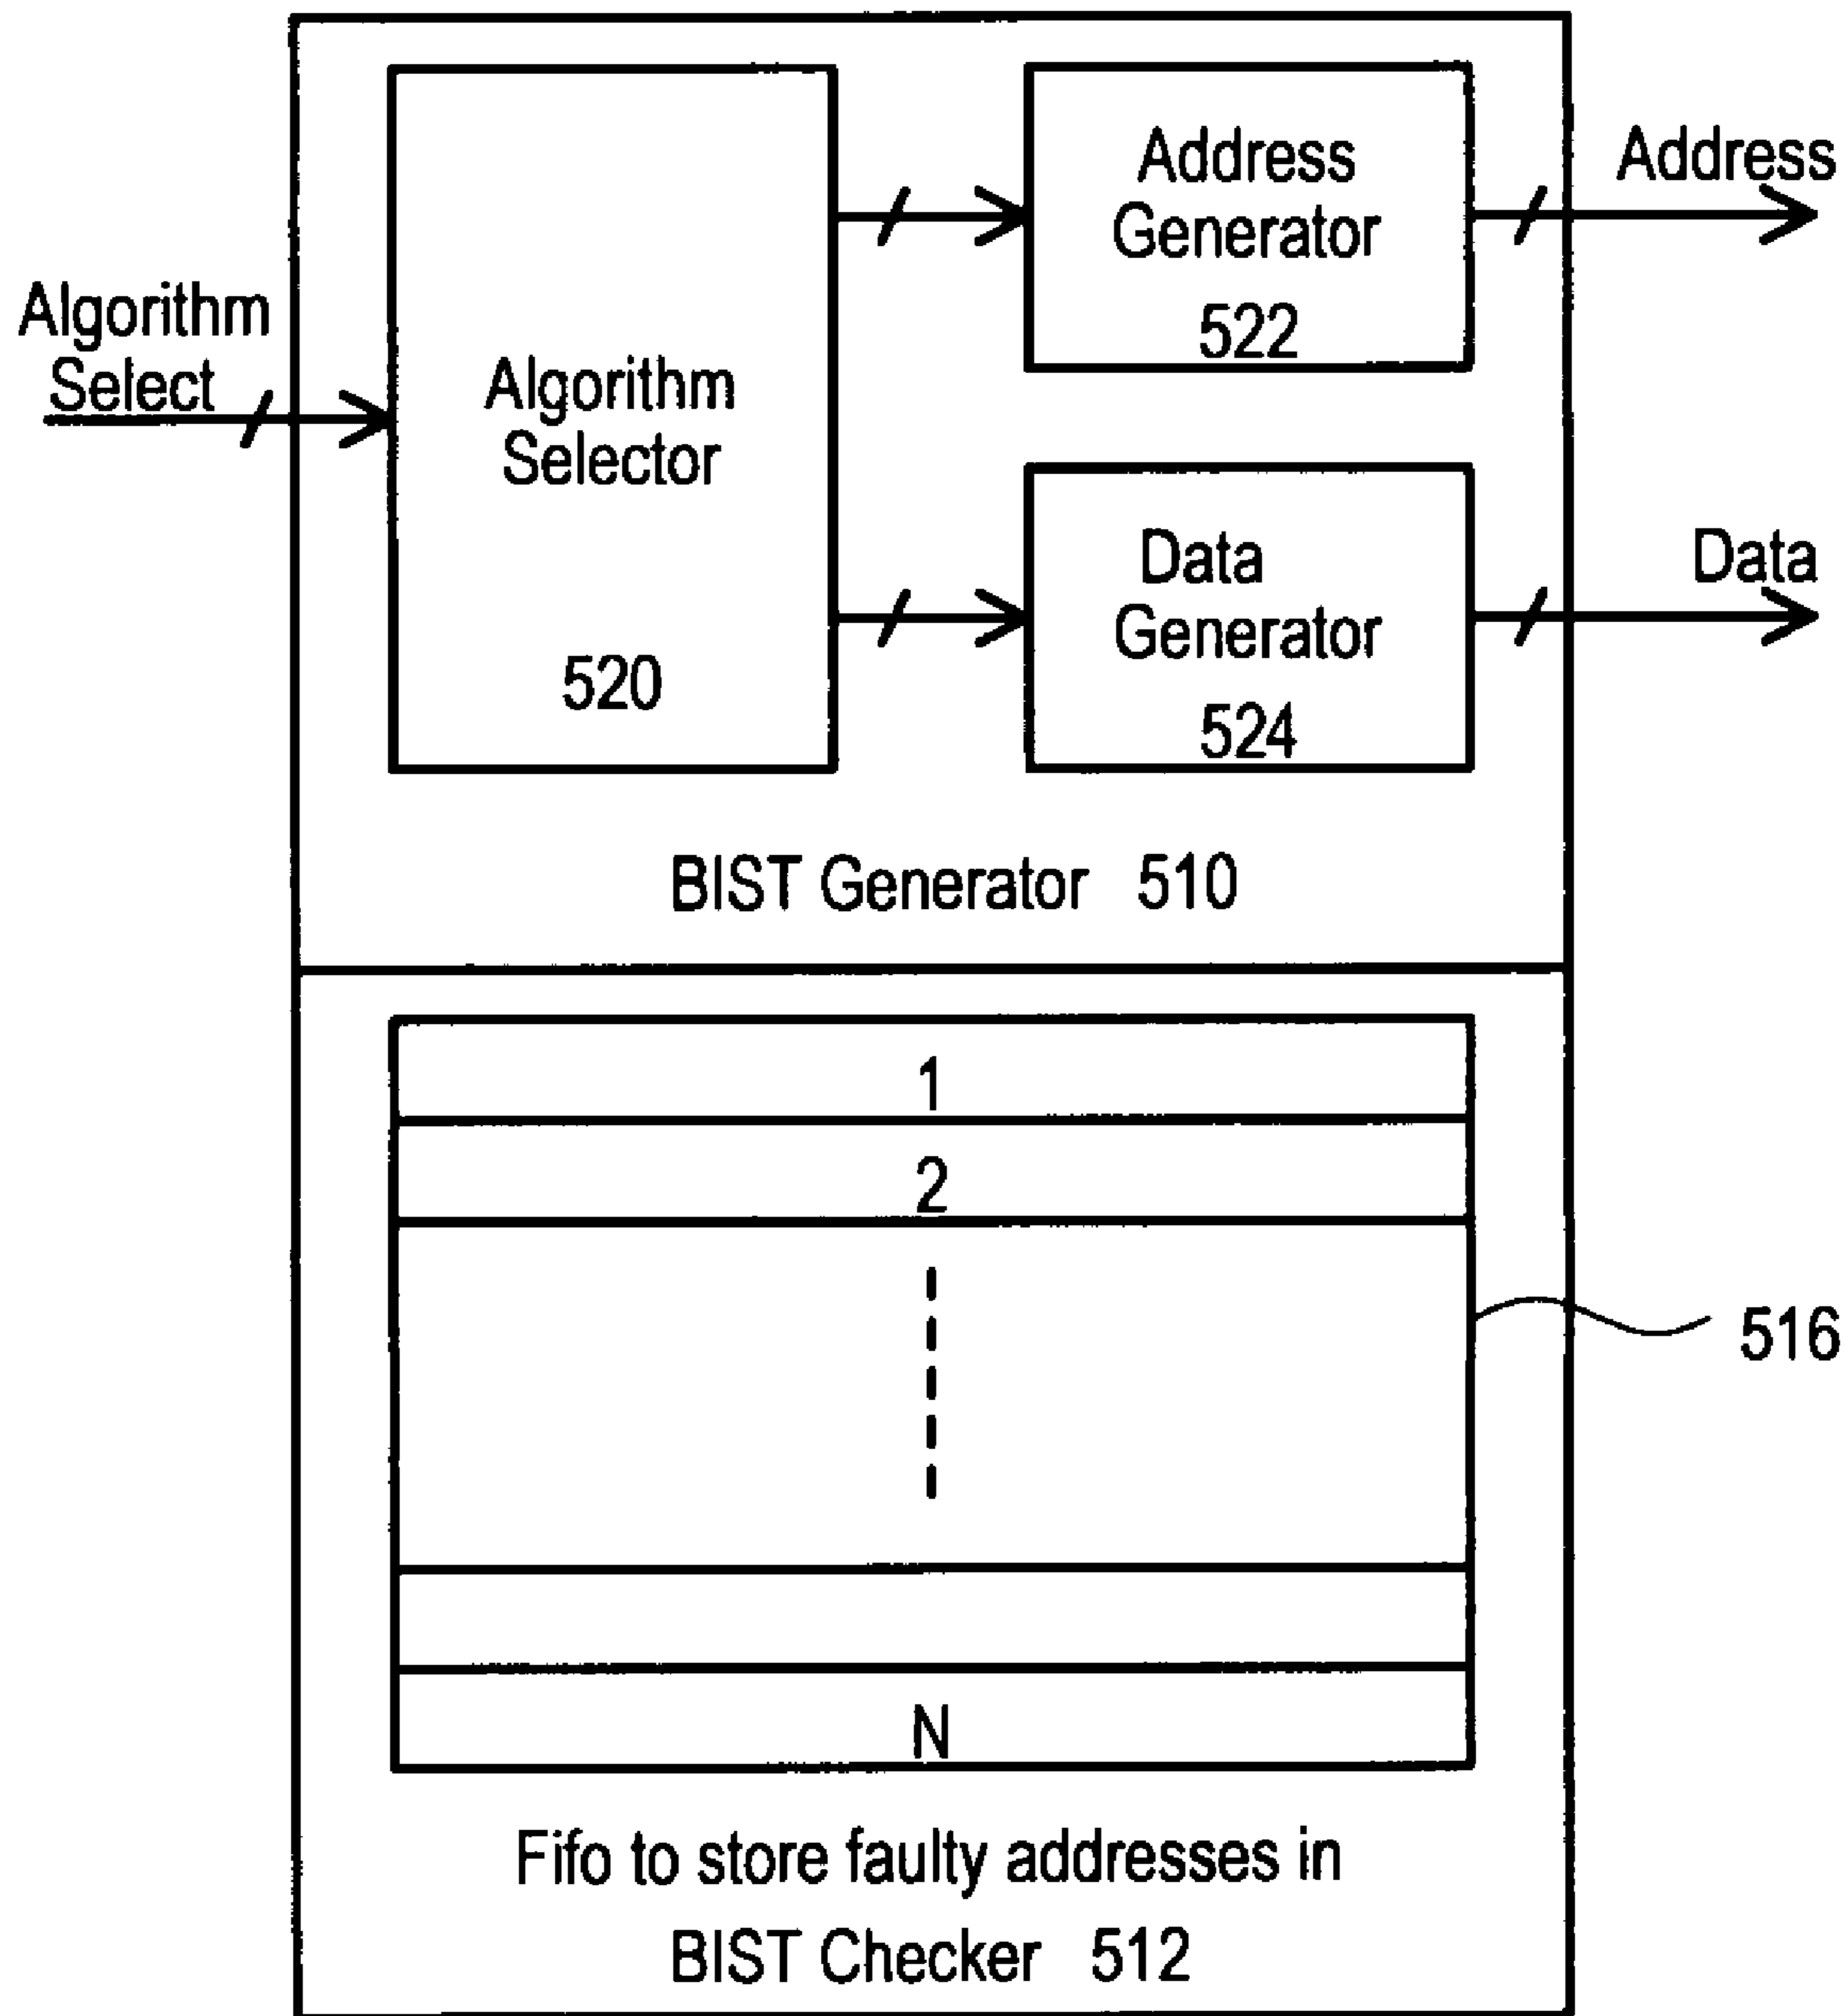 Algorithm
Select
Algorithm
Selector
520
Address
Generator
522
Address
Data
Generator
524
Data
BIST Generator 510
1
2
516
N
Fifo to store faulty addresses in
BIST Checker 512